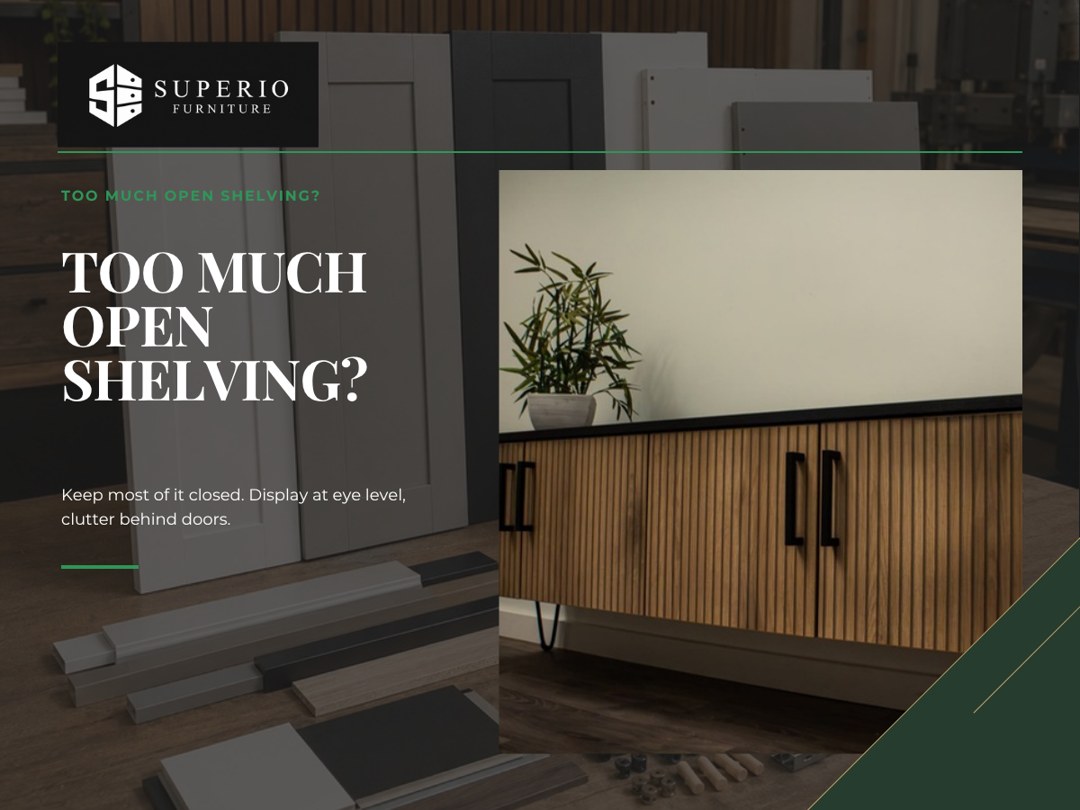 SUPERIO
FURNITURE
TOO MUCH OPEN SHELVING?
TOO MUCH
OPEN
SHELVING?
Keep most of it closed. Display at eye level,
clutter behind doors.